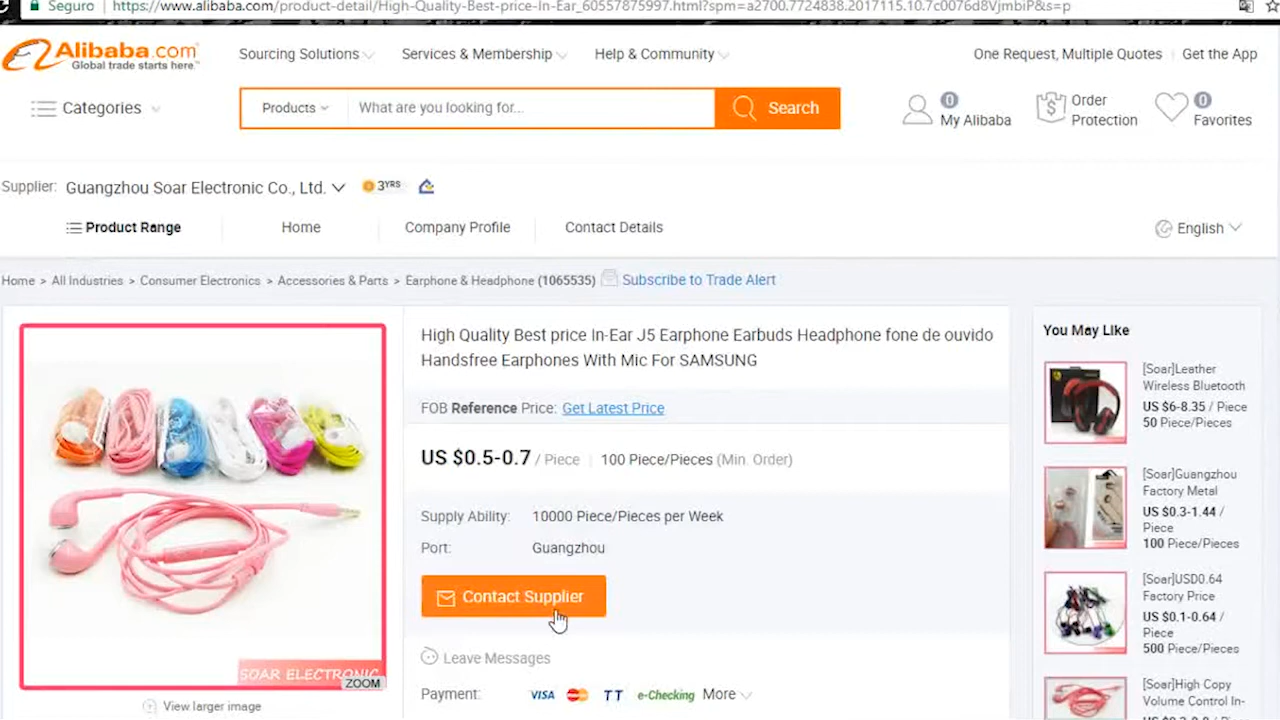 Seguro https://www.alibaba.com/product-detail/High-Quality-Best-price-In-Ear_60557875997.html?spm=a2700.7724838.2017115.10.7c0076d8VjmbiP&s=p
Alibaba.com
Global trade starts here.™
Sourcing Solutions Services & Membership Help & Community One Request, Multiple Quotes Get the App
Categories Products What are you looking for... Search
0 My Alibaba
Order Protection
0 Favorites
Supplier: Guangzhou Soar Electronic Co., Ltd. 3YRS
Product Range Home Company Profile Contact Details English
Home > All Industries > Consumer Electronics > Accessories & Parts > Earphone & Headphone (1065535) Subscribe to Trade Alert
SOAR ELECTRONIC
ZOOM
View larger image
High Quality Best price In-Ear J5 Earphone Earbuds Headphone fone de ouvido
Handsfree Earphones With Mic For SAMSUNG
FOB Reference Price: Get Latest Price
US $0.5-0.7 / Piece 100 Piece/Pieces (Min. Order)
Supply Ability: 10000 Piece/Pieces per Week
Port: Guangzhou
Contact Supplier
Leave Messages
Payment: VISA TT e-Checking More
You May Like
[Soar]Leather
Wireless Bluetooth
US $6-8.35 / Piece
50 Piece/Pieces
[Soar]Guangzhou
Factory Metal
US $0.3-1.44 /
Piece
100 Piece/Pieces
[Soar]USD0.64
Factory Price
US $0.1-0.64 /
Piece
500 Piece/Pieces
[Soar]High Copy
Volume Control In-